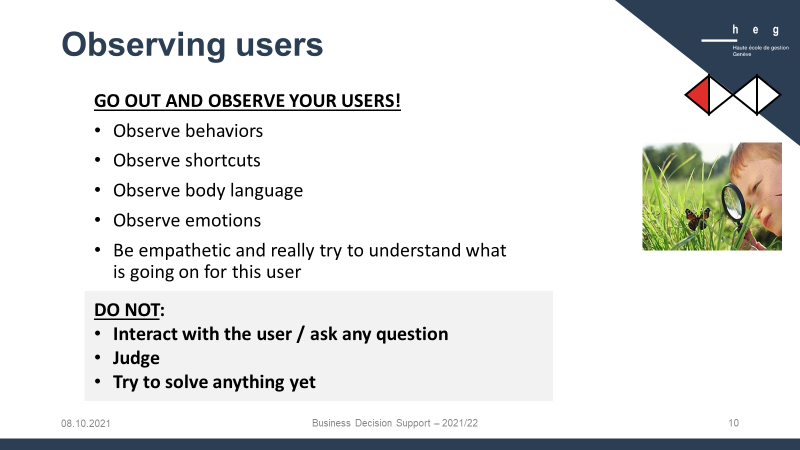 Observing users
h e g
Haute école de gestion
Genève
GO OUT AND OBSERVE YOUR USERS!
• Observe behaviors
• Observe shortcuts
• Observe body language
• Observe emotions
• Be empathetic and really try to understand what
is going on for this user
DO NOT:
• Interact with the user / ask any question
• Judge
• Try to solve anything yet
08.10.2021
Business Decision Support – 2021/22
10